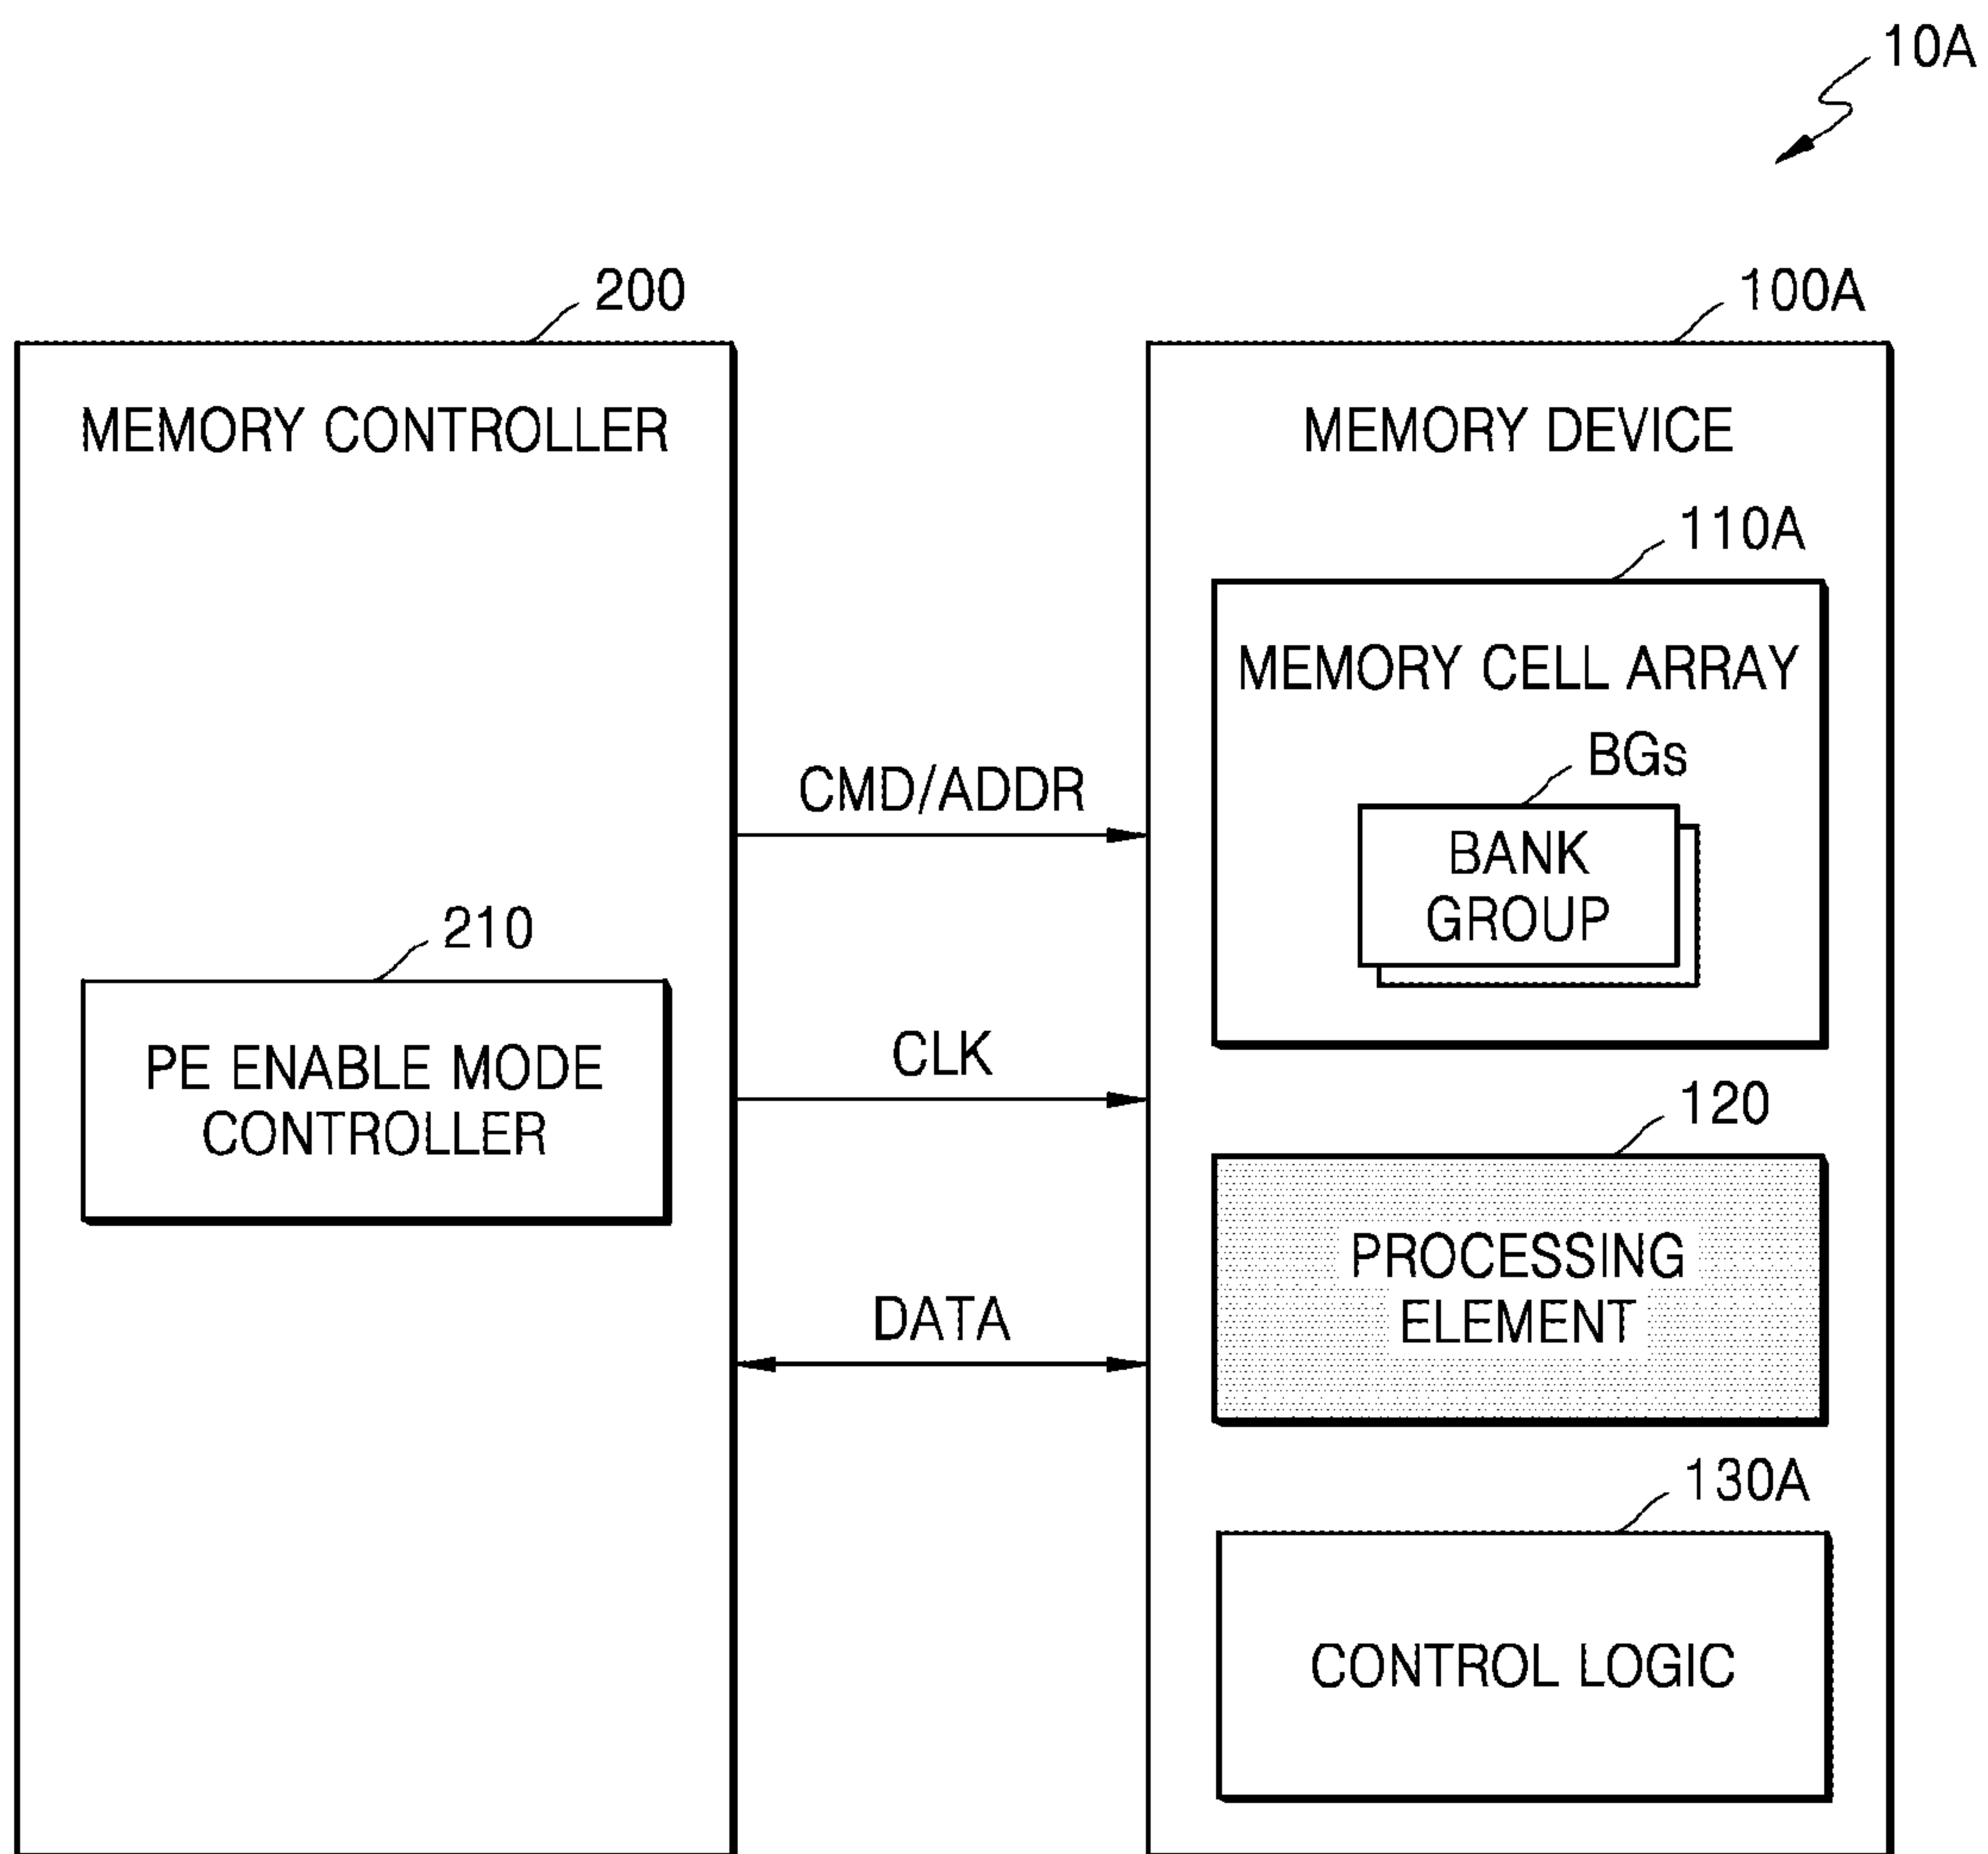 10A
200
100A
MEMORY CONTROLLER
MEMORY DEVICE
110A
MEMORY CELL ARRAY
BGs
BANK
GROUP
CMD/ADDR
210
PE ENABLE MODE
CONTROLLER
CLK
120
PROCESSING
ELEMENT
DATA
130A
CONTROL LOGIC